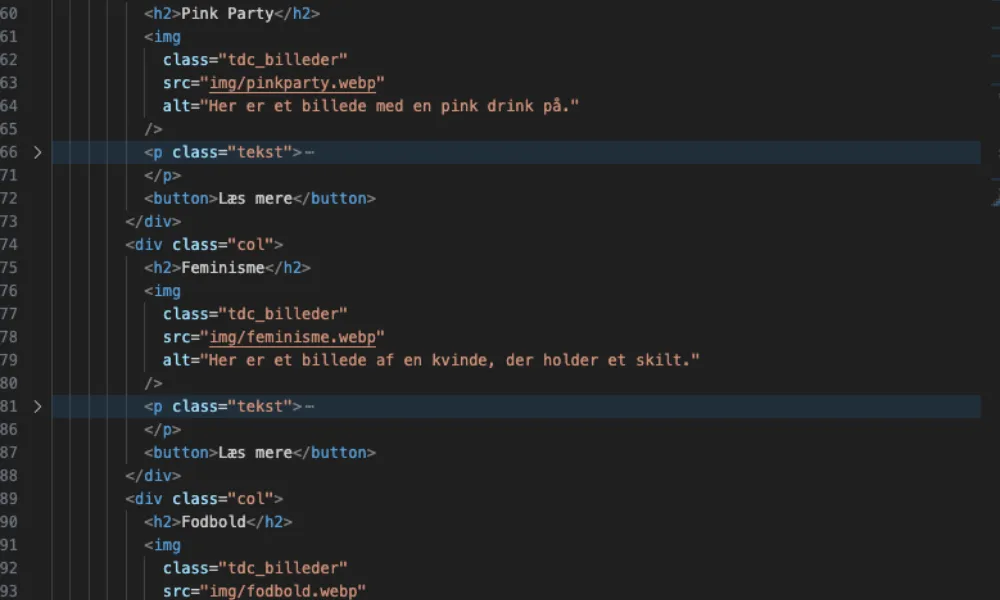 60 <h2>Pink Party</h2>
61 <img
62 class="tdc_billeder"
63 src="img/pinkparty.webp"
64 alt="Her er et billede med en pink drink på."
65 />
66 > <p class="tekst">⋯
71 </p>
72 <button>Læs mere</button>
73 </div>
74 <div class="col">
75 <h2>Feminisme</h2>
76 <img
77 class="tdc_billeder"
78 src="img/feminisme.webp"
79 alt="Her er et billede af en kvinde, der holder et skilt."
80 />
81 > <p class="tekst">⋯
86 </p>
87 <button>Læs mere</button>
88 </div>
89 <div class="col">
90 <h2>Fodbold</h2>
91 <img
92 class="tdc_billeder"
93 src="img/fodbold.webp"